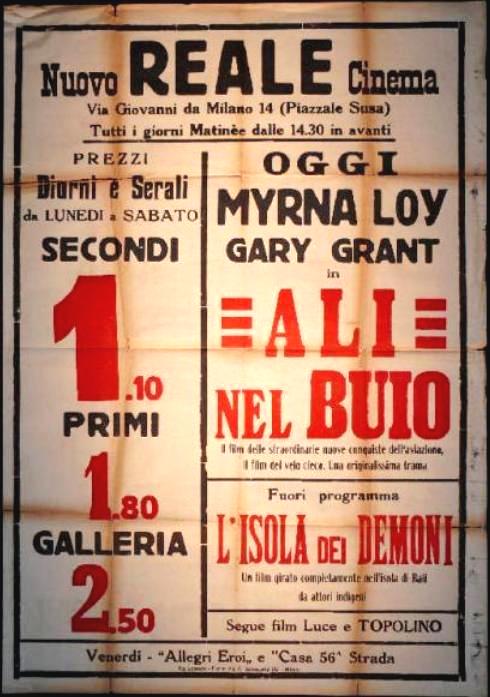 Nuovo REALE Cinema
Via Giovanni da Milano 14 (Piazzale Susa)
Tutti i giorni Matinèe dalle 14.30 in avanti
PREZZI
Diurni e Serali
da LUNEDI a SABATO
SECONDI
1.10
PRIMI
1.80
GALLERIA
2.50
OGGI
MYRNA LOY
GARY GRANT
in
ALI
NEL BUIO
Il film delle straordinarie nuove conquiste dell'aviazione,
il film del velo cieco. Una originalissima trama
Fuori programma
L'ISOLA DEI DEMONI
Un film girato completamente nell'isola di Bali
da attori indigeni
Segue film Luce e TOPOLINO
Venerdi - "Allegri Eroi„ e "Casa 56ª Strada